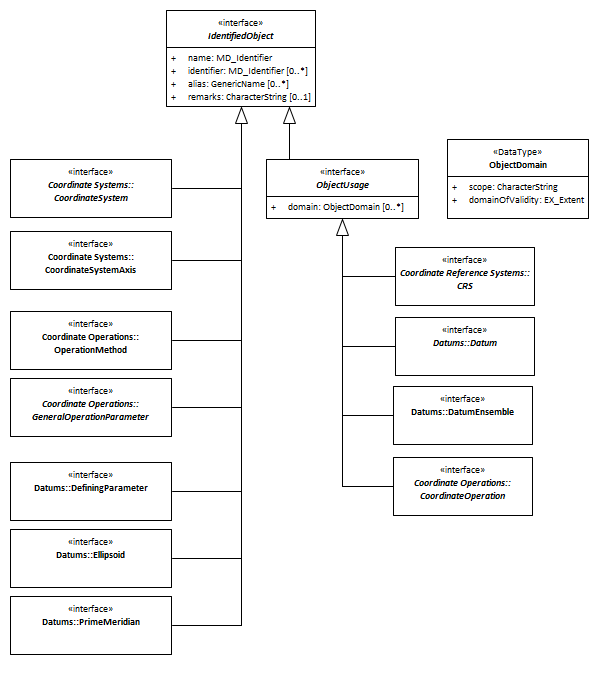 «interface»
IdentifiedObject
+ name: MD_Identifier
+ identifier: MD_Identifier [0..*]
+ alias: GenericName [0..*]
+ remarks: CharacterString [0..1]
«interface»
Coordinate Systems::
CoordinateSystem
«interface»
Coordinate Systems::
CoordinateSystemAxis
«interface»
Coordinate Operations::
OperationMethod
«interface»
Coordinate Operations::
GeneralOperationParameter
«interface»
Datums::DefiningParameter
«interface»
Datums::Ellipsoid
«interface»
Datums::PrimeMeridian
«interface»
ObjectUsage
+ domain: ObjectDomain [0..*]
«DataType»
ObjectDomain
+ scope: CharacterString
+ domainOfValidity: EX_Extent
«interface»
Coordinate Reference Systems::
CRS
«interface»
Datums::Datum
«interface»
Datums::DatumEnsemble
«interface»
Coordinate Operations::
CoordinateOperation